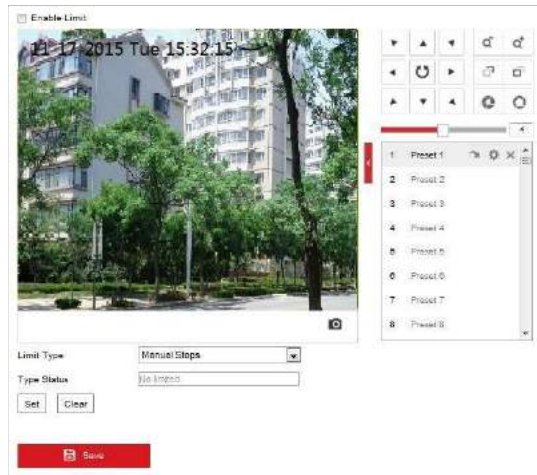 Enable Limit
11-17-2015 Tue 15:32:15
4
1 Preset 1
2 Preset 2
3 Preset 3
4 Preset 4
5 Preset 5
6 Preset 6
7 Preset 7
8 Preset 8
Limit Type
Manual Stops
Type Status
No limited
Set
Clear
Save